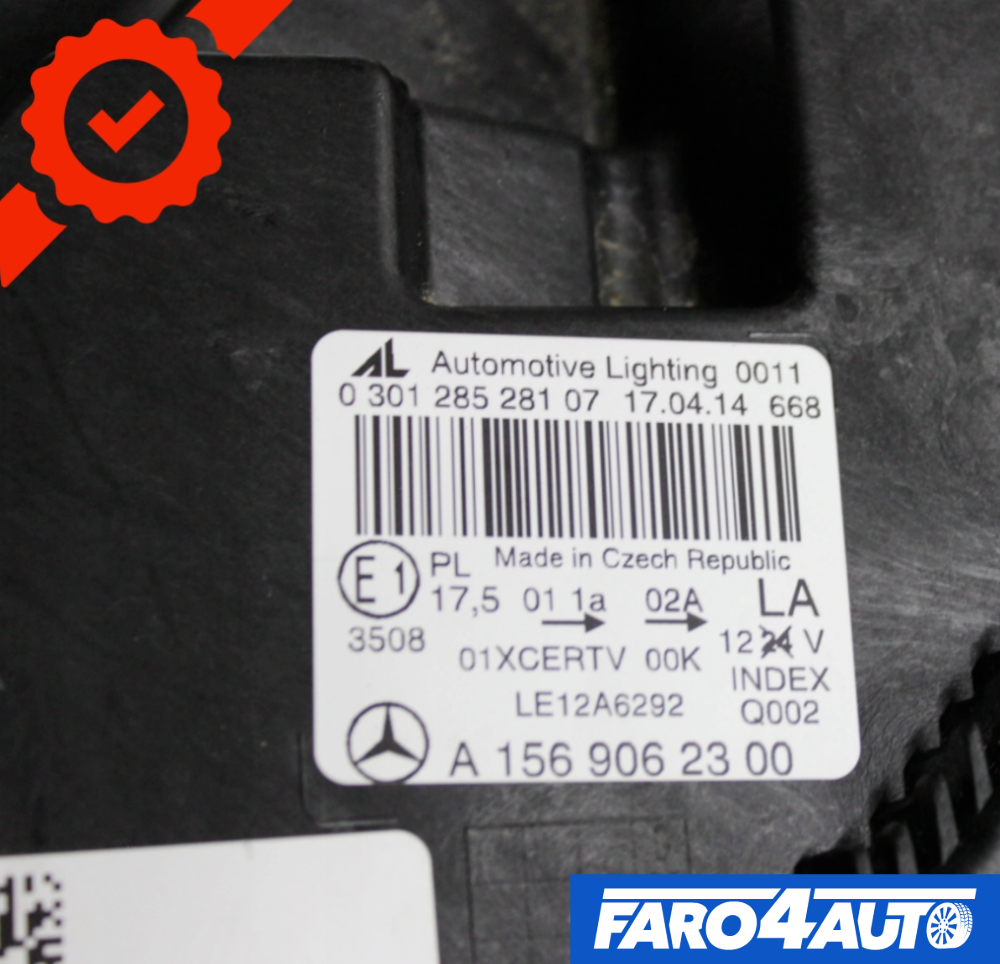 AL Automotive Lighting 0011
0 301 285 281 07 17.04.14 668
E1 PL Made in Czech Republic
17,5 01 1a 02A LA
3508 12 24 V
01XCERTV 00K INDEX
LE12A6292 Q002
A 156 906 23 00
FARO4AUTO